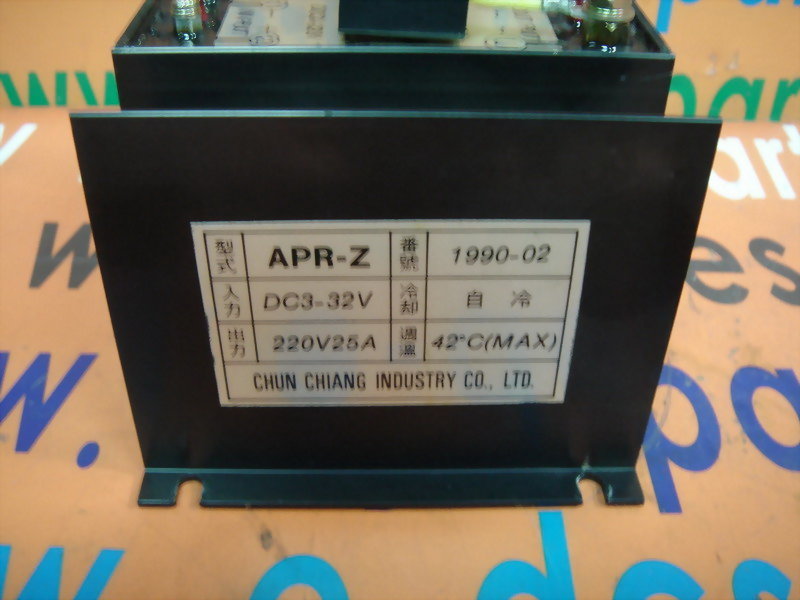 型式 APR-Z 番號 1990-02
入力 DC3-32V 冷却 自冷
出力 220V25A 週溫 42°C(MAX)
CHUN CHIANG INDUSTRY CO., LTD.